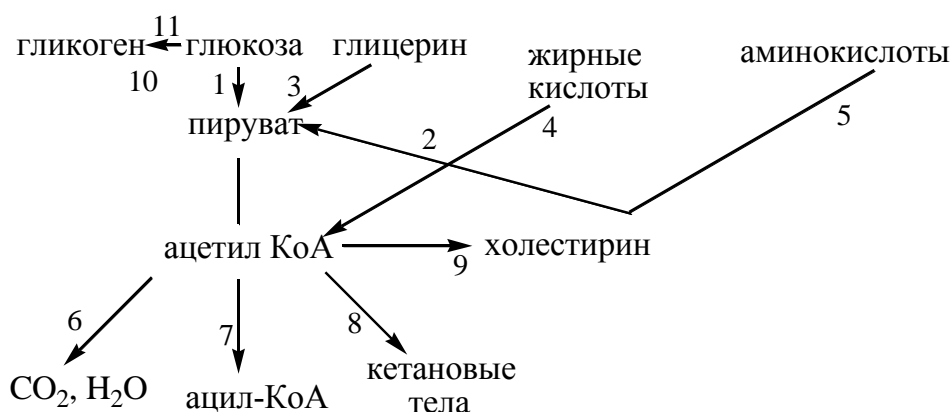 11
гликоген глюкоза глицерин
жирные
кислоты
аминокислоты
10 1 3
4
5
пируват
2
ацетил КоА
холестирин
9
6
7
8
CO2, H2O
ацил-КоА
кетановые
тела